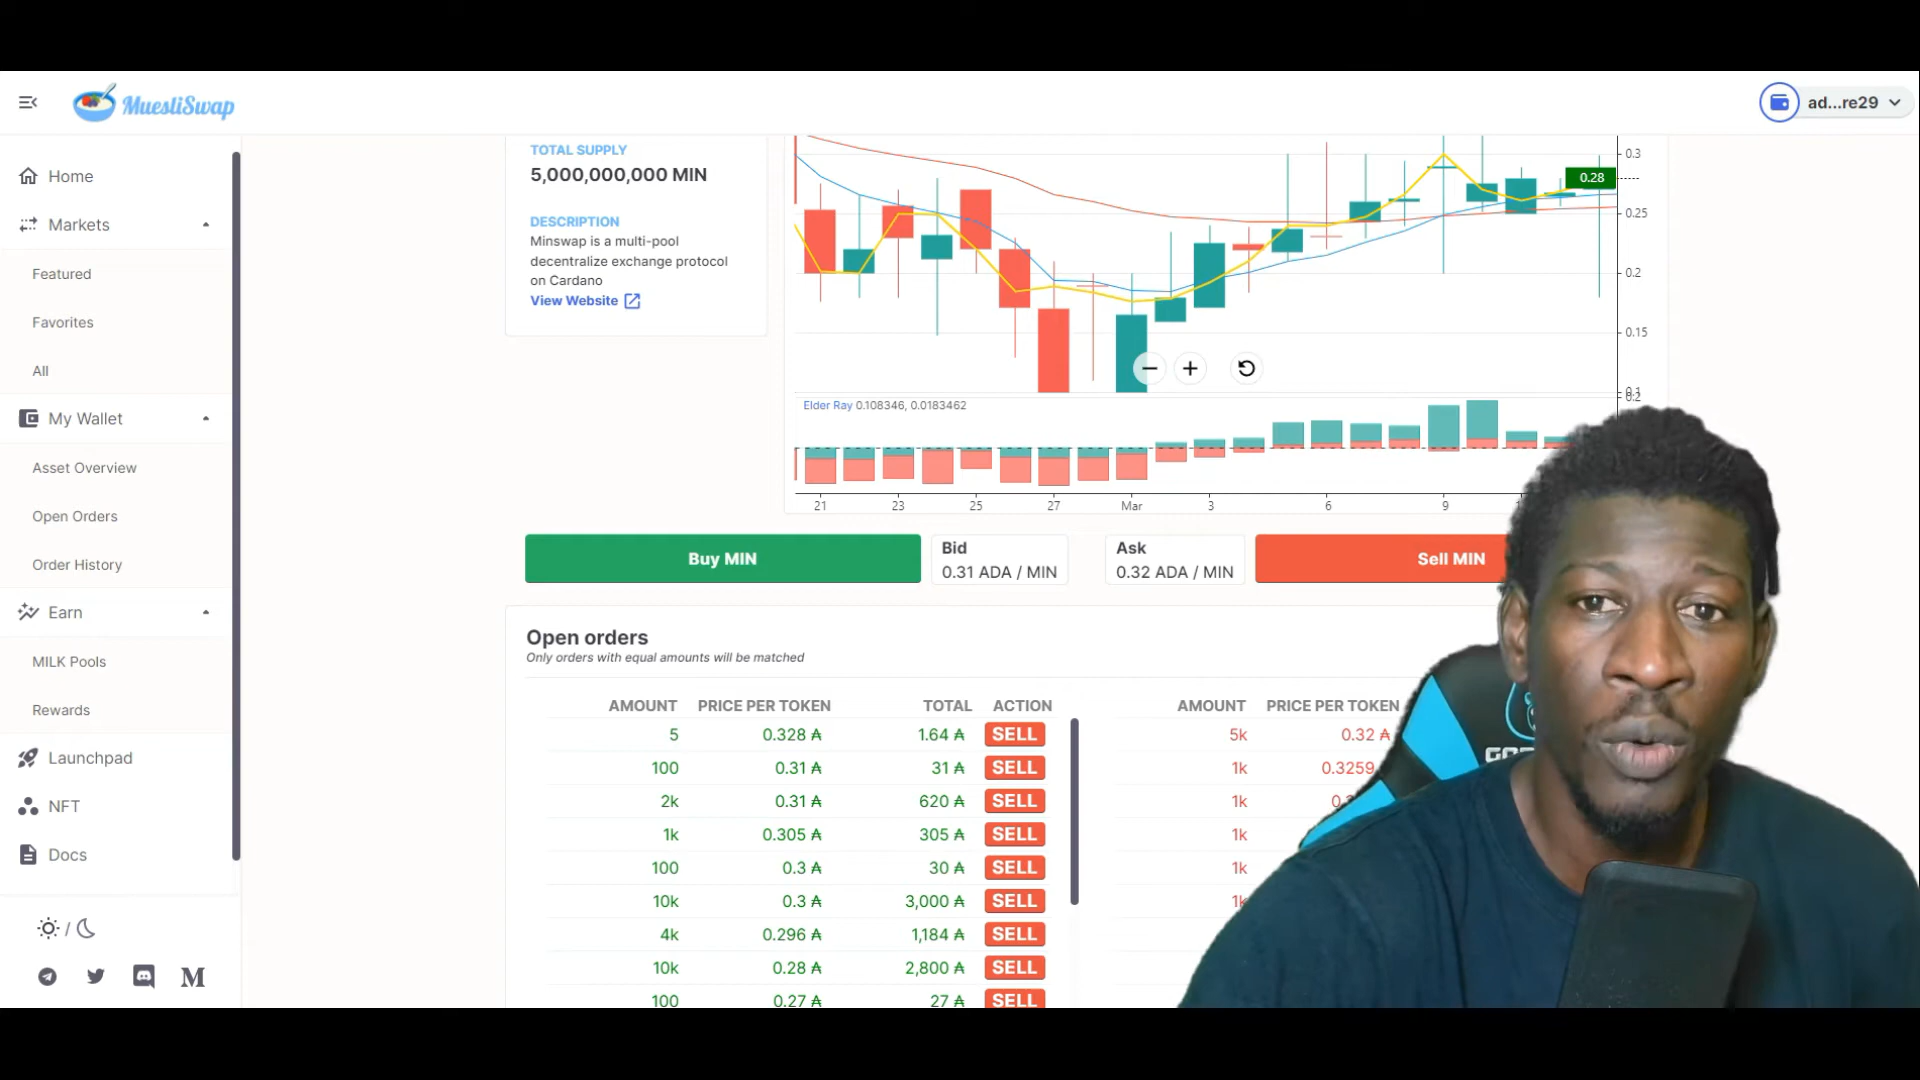 MuesliSwap
ad...re29
Home
Markets
Featured
Favorites
All
My Wallet
Asset Overview
Open Orders
Order History
Earn
MILK Pools
Rewards
Launchpad
NFT
Docs
/
TOTAL SUPPLY
5,000,000,000 MIN
DESCRIPTION
Minswap is a multi-pool
decentralize exchange protocol
on Cardano
View Website
0.3
0.28
0.25
0.2
0.15
0.1
0.2
Elder Ray 0.108346, 0.0183462
21 23 25 27 Mar 3 6 9
Buy MIN
Bid
0.31 ADA / MIN
Ask
0.32 ADA / MIN
Sell MIN
Open orders
Only orders with equal amounts will be matched
AMOUNT PRICE PER TOKEN TOTAL ACTION
5 0.328 ₳ 1.64 ₳ SELL
100 0.31 ₳ 31 ₳ SELL
2k 0.31 ₳ 620 ₳ SELL
1k 0.305 ₳ 305 ₳ SELL
100 0.3 ₳ 30 ₳ SELL
10k 0.3 ₳ 3,000 ₳ SELL
4k 0.296 ₳ 1,184 ₳ SELL
10k 0.28 ₳ 2,800 ₳ SELL
100 0.27 ₳ 27 ₳ SELL
AMOUNT PRICE PER TOKEN
5k 0.32 ₳
1k 0.3259
1k
1k
1k
1k